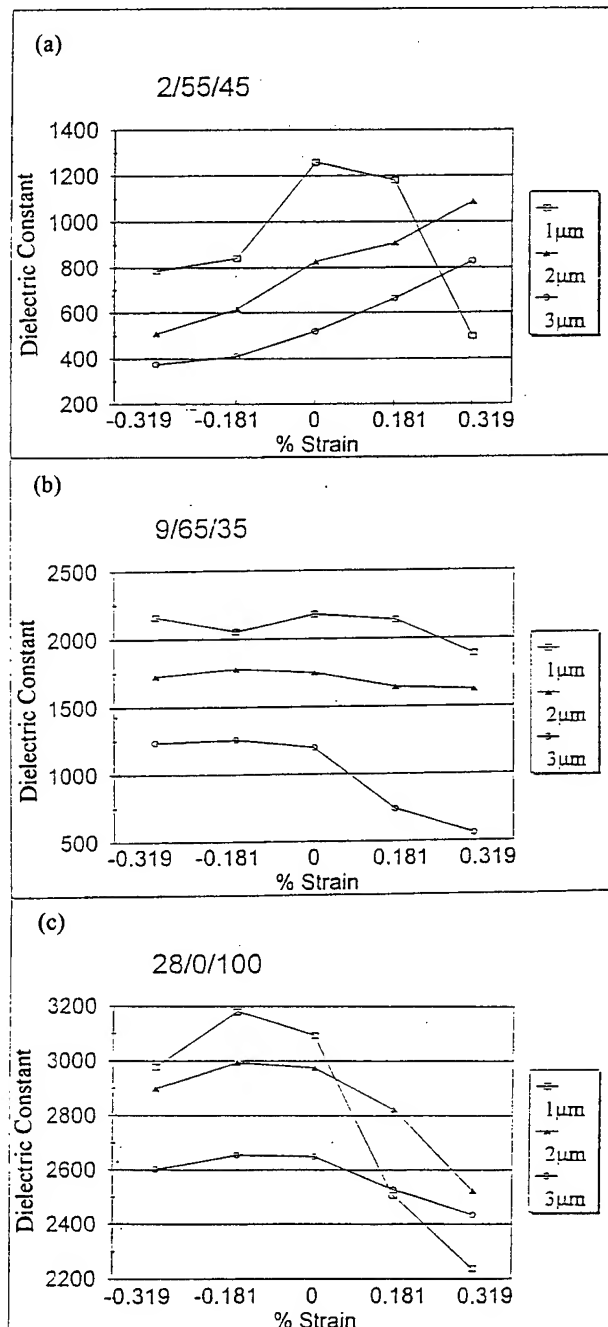 (a)
2/55/45
1400
1200
1000
800
600
400
200
-0.319 -0.181 0 0.181 0.319
% Strain
Dielectric Constant
1µm
2µm
3µm
(b)
9/65/35
2500
2000
1500
1000
500
-0.319 -0.181 0 0.181 0.319
% Strain
Dielectric Constant
1µm
2µm
3µm
(c)
28/0/100
3200
3000
2800
2600
2400
2200
-0.319 -0.181 0 0.181 0.319
% Strain
Dielectric Constant
1µm
2µm
3µm